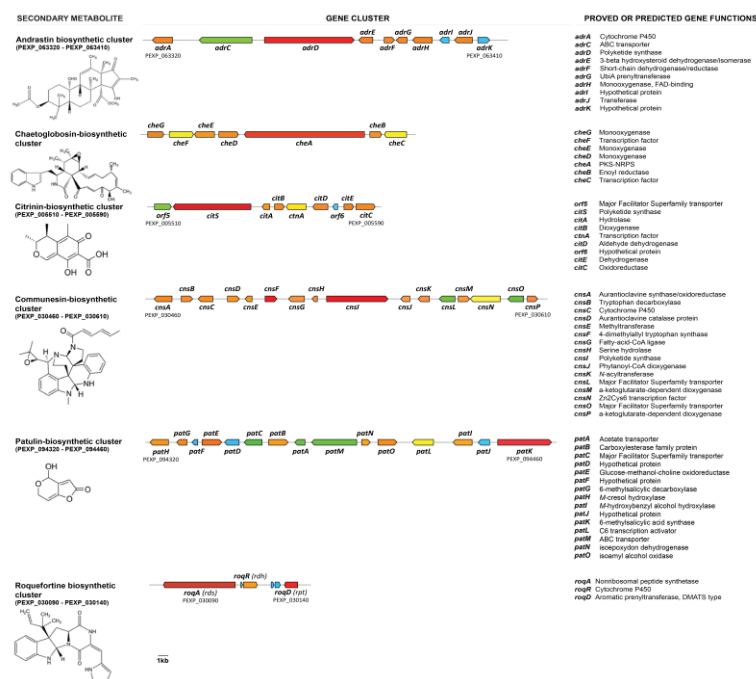 SECONDARY METABOLITE
GENE CLUSTER
PROVED OR PREDICTED GENE FUNCTIONS
Andrastin biosynthetic cluster
(PEXP_063320 - PEXP_063410)
adrA
adrC
adrD
adrE
adrF
adrG
adrH
adrI
adrJ
adrK
PEXP_063320
PEXP_063410
adrA Cytochrome P450
adrC ABC transporter
adrD Polyketide synthase
adrE 3-beta hydroxysteroid dehydrogenase/isomerase
adrF Short-chain dehydrogenase/reductase
adrG UbiA prenyltransferase
adrH Monooxygenase, FAD-binding
adrI Hypothetical protein
adrJ Transferase
adrK Hypothetical protein
Chaetoglobosin-biosynthetic
cluster
cheG
cheF
cheE
cheD
cheA
cheB
cheC
cheG Monooxygenase
cheF Transcription factor
cheE Monoxygenase
cheD Monoxygenase
cheA PKS-NRPS
cheB Enoyl reductase
cheC Transcription factor
Citrinin-biosynthetic cluster
(PEXP_005510 - PEXP_005590)
orf5
citS
citA
citB
ctnA
citD
orf6
citE
citC
PEXP_005510
PEXP_005590
orf5 Major Facilitator Superfamily transporter
citS Polyketide synthase
citA Hydrolase
citB Dioxygenase
ctnA Transcription factor
citD Aldehyde dehydrogenase
orf6 Hypothetical protein
citE Dehydrogenase
citC Oxidoreductase
Communesin-biosynthetic
cluster
(PEXP_030460 - PEXP_030610)
cnsA
cnsB
cnsC
cnsD
cnsE
cnsF
cnsG
cnsH
cnsI
cnsJ
cnsK
cnsL
cnsM
cnsN
cnsO
cnsP
PEXP_030460
PEXP_030610
cnsA Aurantioclavine synthase/oxidoreductase
cnsB Tryptophan decarboxylase
cnsC Cytochrome P450
cnsD Aurantioclavine catalase protein
cnsE Methyltransferase
cnsF 4-dimethylallyl tryptophan synthase
cnsG Fatty-acid-CoA ligase
cnsH Serine hydrolase
cnsI Polyketide synthase
cnsJ Phytanoyl-CoA dioxygenase
cnsK N-acyltransferase
cnsL Major Facilitator Superfamily transporter
cnsM a-ketoglutarate-dependent dioxygenase
cnsN Zn2Cys6 transcription factor
cnsO Major Facilitator Superfamily transporter
cnsP a-ketoglutarate-dependent dioxygenase
Patulin-biosynthetic cluster
(PEXP_094320 - PEXP_094460)
patH
patG
patF
patE
patD
patC
patB
patA
patM
patN
patO
patL
patI
patJ
patK
PEXP_094320
PEXP_094460
patA Acetate transporter
patB Carboxylesterase family protein
patC Major Facilitator Superfamily transporter
patD Hypothetical protein
patE Glucose-methanol-choline oxidoreductase
patF Hypothetical protein
patG 6-methylsalicylic decarboxylase
patH M-cresol hydroxylase
patI M-hydroxybenzyl alcohol hydroxylase
patJ Hypothetical protein
patK 6-methylsalicylic acid synthase
patL C6 transcription activator
patM ABC transporter
patN isoepoxydon dehydrogenase
patO isoamyl alcohol oxidase
Roquefortine biosynthetic
cluster
(PEXP_030090 - PEXP_030140)
roqA (rds)
roqR (rdh)
roqD (rpt)
PEXP_030090
PEXP_030140
roqA Nonribosomal peptide synthetase
roqR Cytochrome P450
roqD Aromatic prenyltransferase, DMATS type
1kb